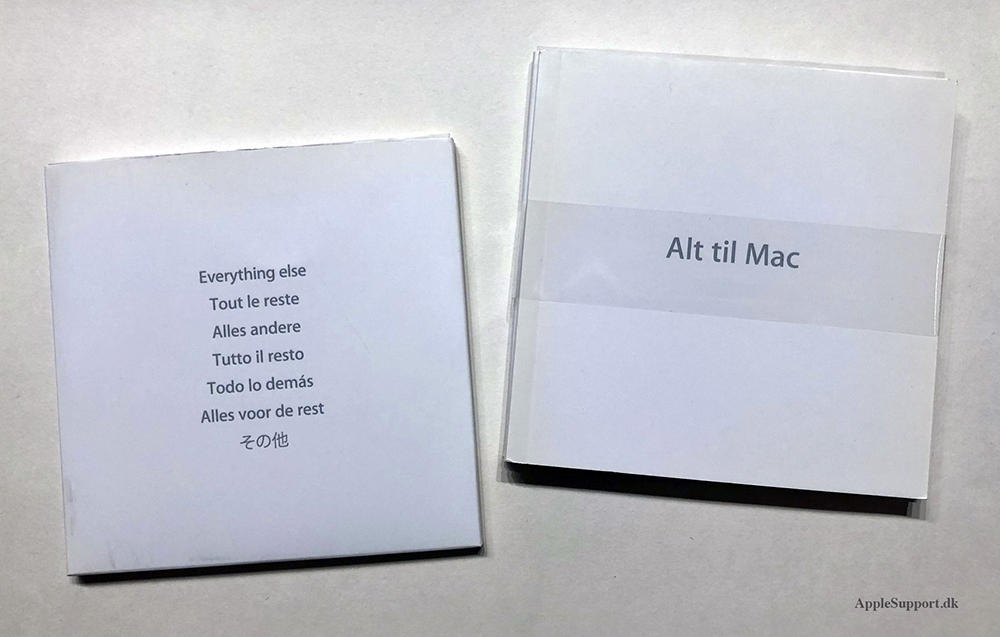 Everything else
Tout le reste
Alles andere
Tutto il resto
Todo lo demás
Alles voor de rest
その他
Alt til Mac
AppleSupport.dk